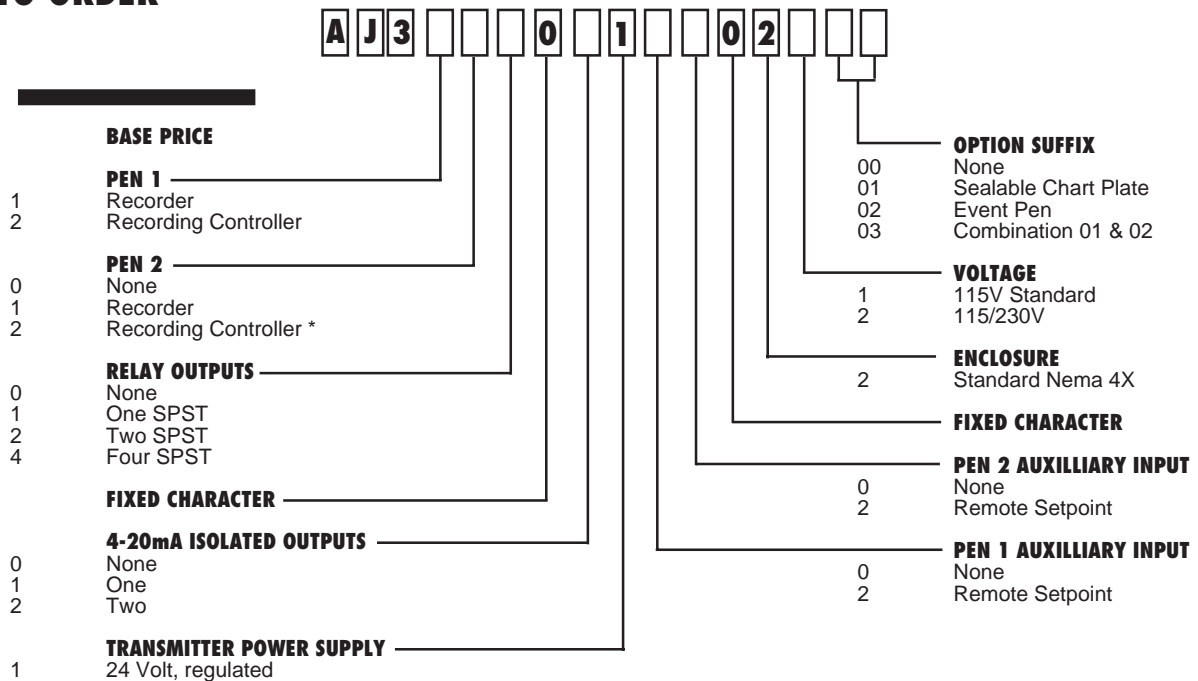 A J 3 0 1 0 2
BASE PRICE
PEN 1
1 Recorder
2 Recording Controller
PEN 2
0 None
1 Recorder
2 Recording Controller *
RELAY OUTPUTS
0 None
1 One SPST
2 Two SPST
4 Four SPST
FIXED CHARACTER
4-20mA ISOLATED OUTPUTS
0 None
1 One
2 Two
TRANSMITTER POWER SUPPLY
1 24 Volt, regulated
OPTION SUFFIX
00 None
01 Sealable Chart Plate
02 Event Pen
03 Combination 01 & 02
VOLTAGE
1 115V Standard
2 115/230V
ENCLOSURE
2 Standard Nema 4X
FIXED CHARACTER
PEN 2 AUXILLIARY INPUT
0 None
2 Remote Setpoint
PEN 1 AUXILLIARY INPUT
0 None
2 Remote Setpoint